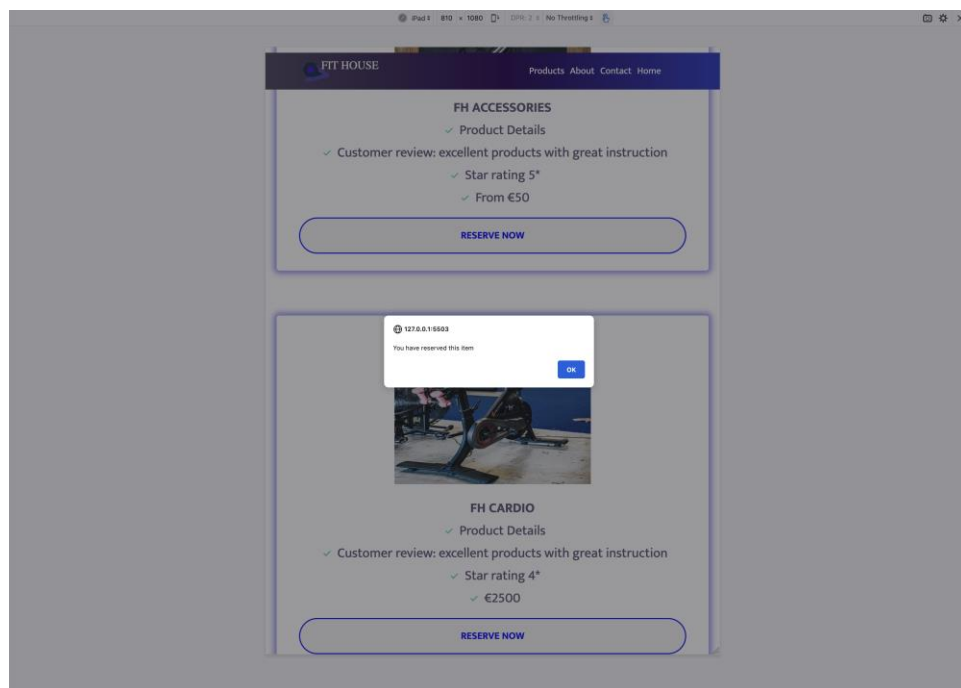 iPad 810 × 1080 DPR: 2 No Throttling
FIT HOUSE
Products About Contact Home
FH ACCESSORIES
✓ Product Details
✓ Customer review: excellent products with great instruction
✓ Star rating 5*
✓ From €50
RESERVE NOW
127.0.0.1:5503
You have reserved this item
OK
FH CARDIO
✓ Product Details
✓ Customer review: excellent products with great instruction
✓ Star rating 4*
✓ €2500
RESERVE NOW